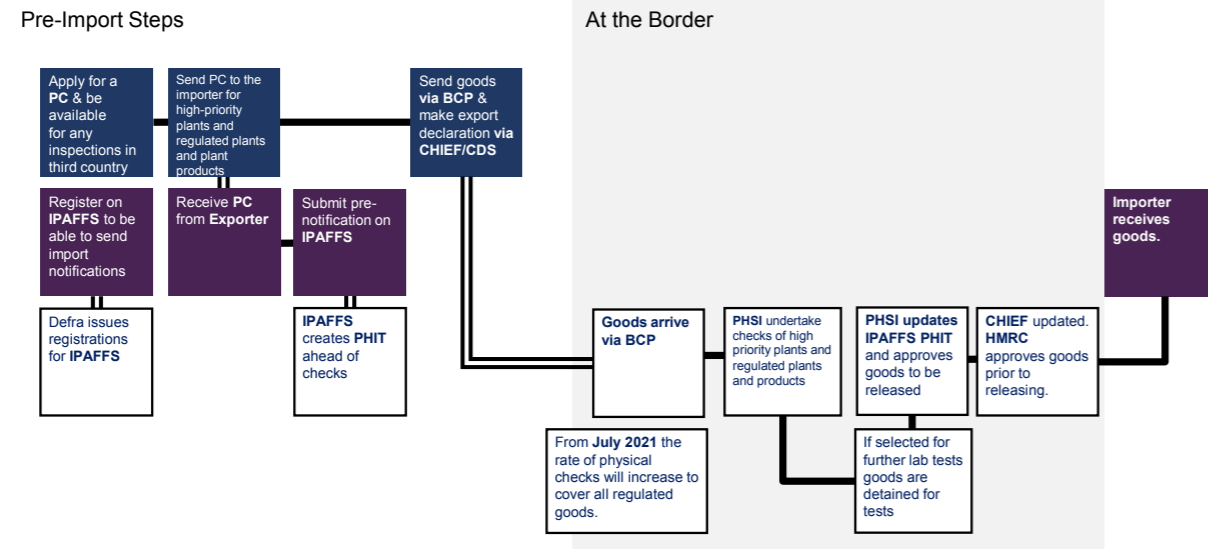 Pre-Import Steps
At the Border
Apply for a
PC & be
available
for any
inspections in
third country
Send PC to the
importer for
high-priority
plants and
regulated plants
and plant
products
Send goods
via BCP &
make export
declaration via
CHIEF/CDS
Register on
IPAFFS to be
able to send
import
notifications
Receive PC
from Exporter
Submit pre-
notification on
IPAFFS
Importer
receives
goods.
Defra issues
registrations
for IPAFFS
IPAFFS
creates PHIT
ahead of
checks
Goods arrive
via BCP
PHSI undertake
checks of high
priority plants and
regulated plants
and products
PHSI updates
IPAFFS PHIT
and approves
goods to be
released
CHIEF updated.
HMRC
approves goods
prior to
releasing.
From July 2021 the
rate of physical
checks will increase to
cover all regulated
goods.
If selected for
further lab tests
goods are
detained for
tests